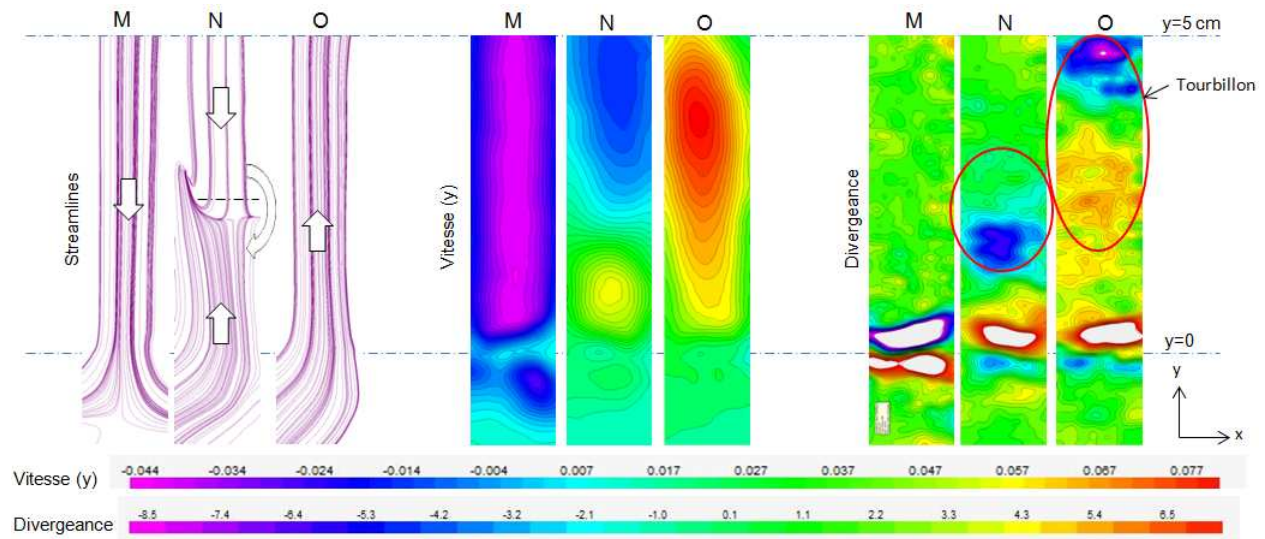 M N O M N O M N O y=5 cm
Tourbillon
Streamlines
Vitesse (y)
Divergeance
y=0
y
x
Vitesse (y) -0.044 -0.034 -0.024 -0.014 -0.004 0.007 0.017 0.027 0.037 0.047 0.057 0.067 0.077
Divergeance -8.5 -7.4 -6.4 -5.3 -4.2 -3.2 -2.1 -1.0 0.1 1.1 2.2 3.3 4.3 5.4 6.5